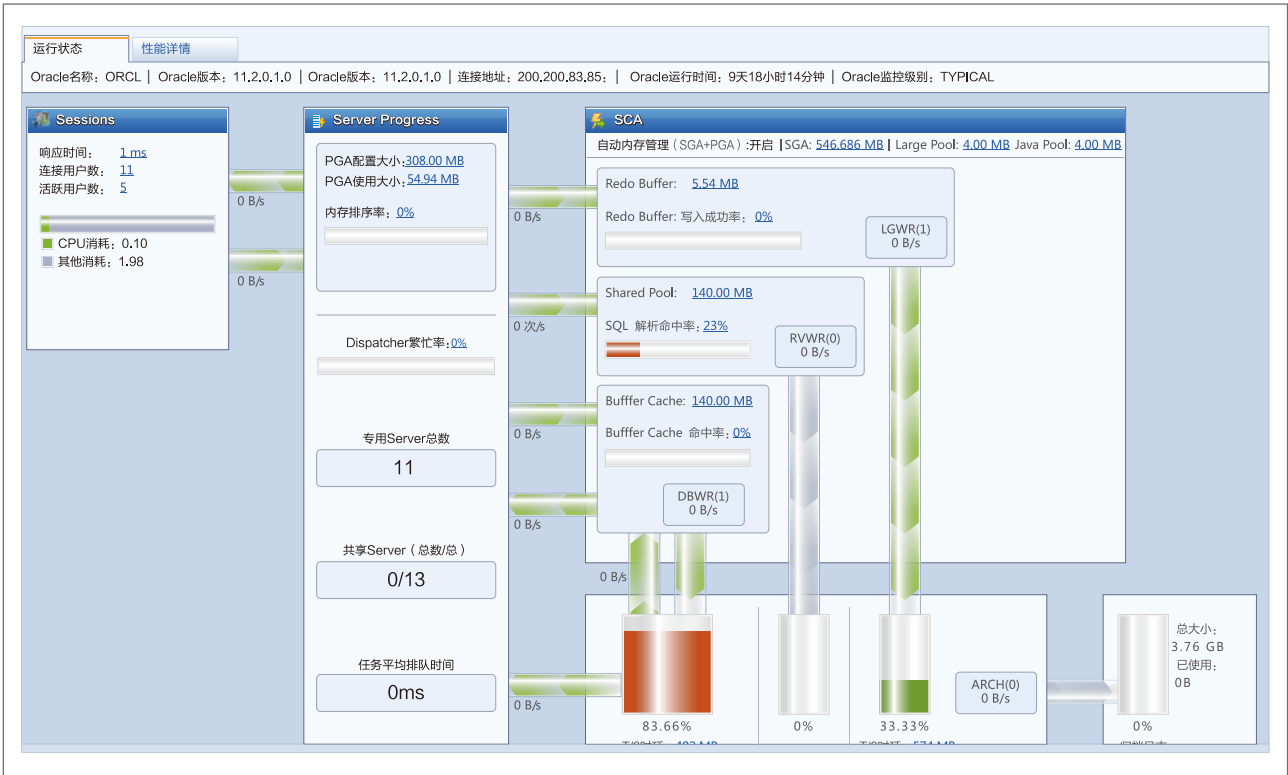 运行状态
性能详情
Oracle名称：ORCL | Oracle版本：11.2.0.1.0 | Oracle版本：11.2.0.1.0 | 连接地址：200.200.83.85： | Oracle运行时间：9天18小时14分钟 | Oracle监控级别：TYPICAL
Sessions
响应时间： 1 ms
连接用户数： 11
活跃用户数： 5
CPU消耗：0.10
其他消耗：1.98
0 B/s
0 B/s
Server Progress
PGA配置大小：308.00 MB
PGA使用大小：54.94 MB
内存排序率：0%
Dispatcher繁忙率：0%
专用Server总数
11
共享Server（总数/总）
0/13
任务平均排队时间
0ms
0 B/s
0 次/s
0 B/s
0 B/s
0 B/s
SCA
自动内存管理（SGA+PGA）:开启 |SGA: 546.686 MB | Large Pool: 4.00 MB Java Pool: 4.00 MB
Redo Buffer: 5.54 MB
Redo Buffer: 写入成功率：0%
LGWR(1)
0 B/s
Shared Pool: 140.00 MB
SQL 解析命中率：23%
RVWR(0)
0 B/s
Bufffer Cache: 140.00 MB
Bufffer Cache 命中率：0%
DBWR(1)
0 B/s
0 B/s
83.66%
0%
33.33%
ARCH(0)
0 B/s
总大小：
3.76 GB
已使用：
0B
0%